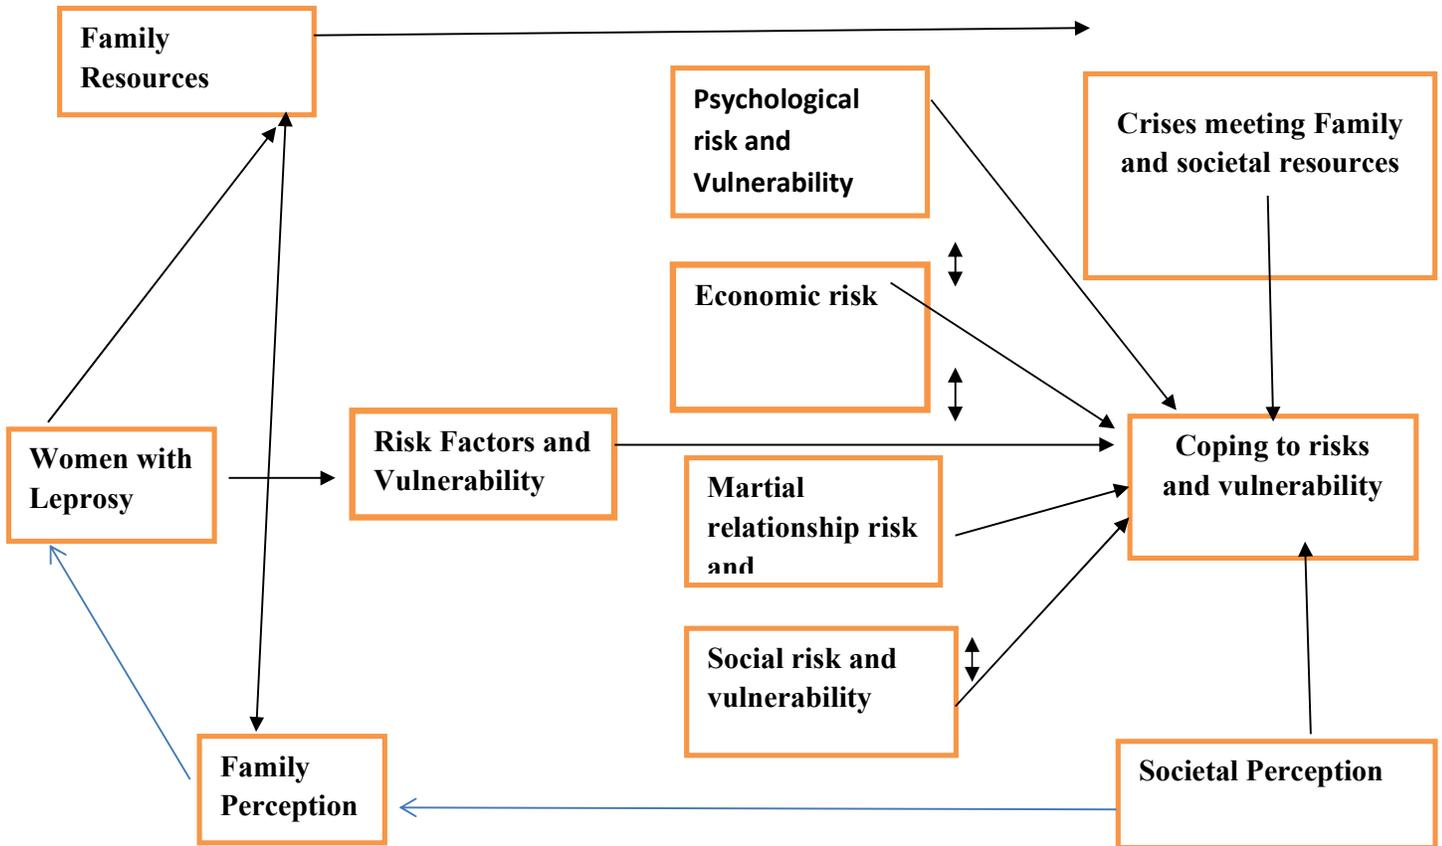 Family
Resources
Psychological
risk and
Vulnerability
Crises meeting Family
and societal resources
Economic risk
Women with
Leprosy
Risk Factors and
Vulnerability
Coping to risks
and vulnerability
Martial
relationship risk
and
Social risk and
vulnerability
Family
Perception
Societal Perception